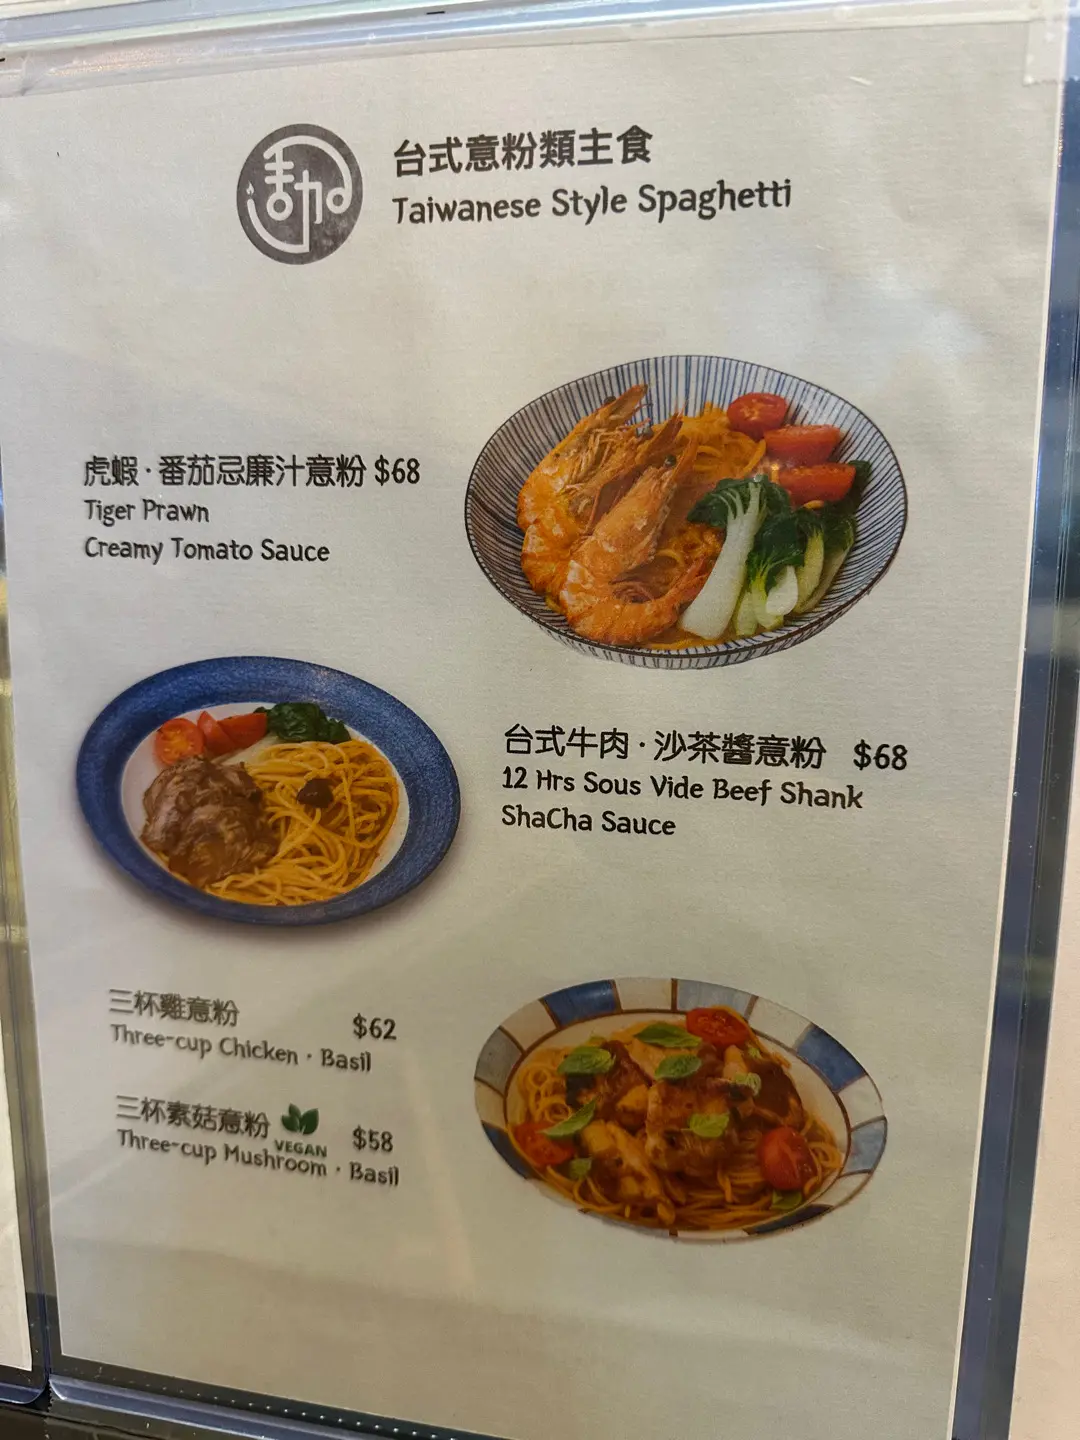 台式意粉類主食
Taiwanese Style Spaghetti
虎蝦·番茄忌廉汁意粉 $68
Tiger Prawn
Creamy Tomato Sauce
台式牛肉·沙茶醬意粉 $68
12 Hrs Sous Vide Beef Shank
ShaCha Sauce
三杯雞意粉 $62
Three-cup Chicken · Basil
三杯素菇意粉 VEGAN $58
Three-cup Mushroom · Basil